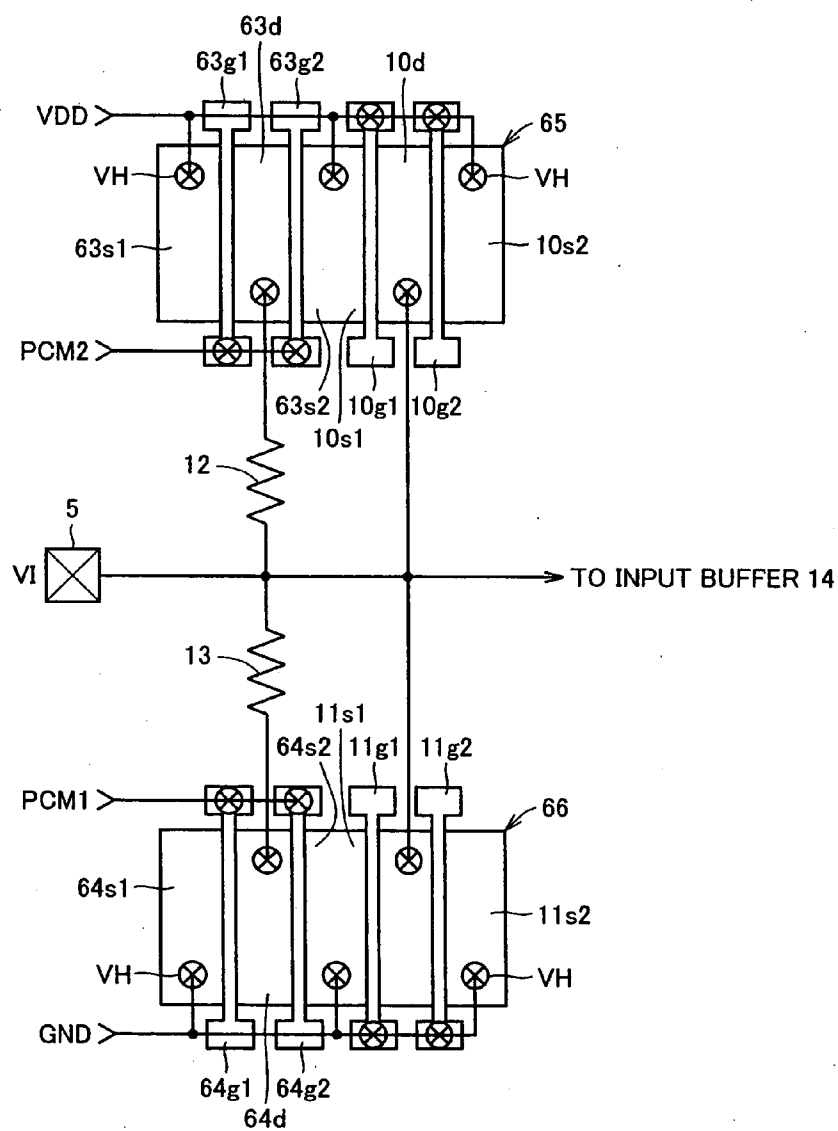 63d
63g1 63g2 10d
VDD 65
VH VH
63s1 10s2
PCM2
63s2 10g1 10g2
10s1
12
5
VI TO INPUT BUFFER 14
13
11s1
64s2 11g1 11g2
PCM1 66
64s1 11s2
VH VH
GND
64g1 64g2
64d